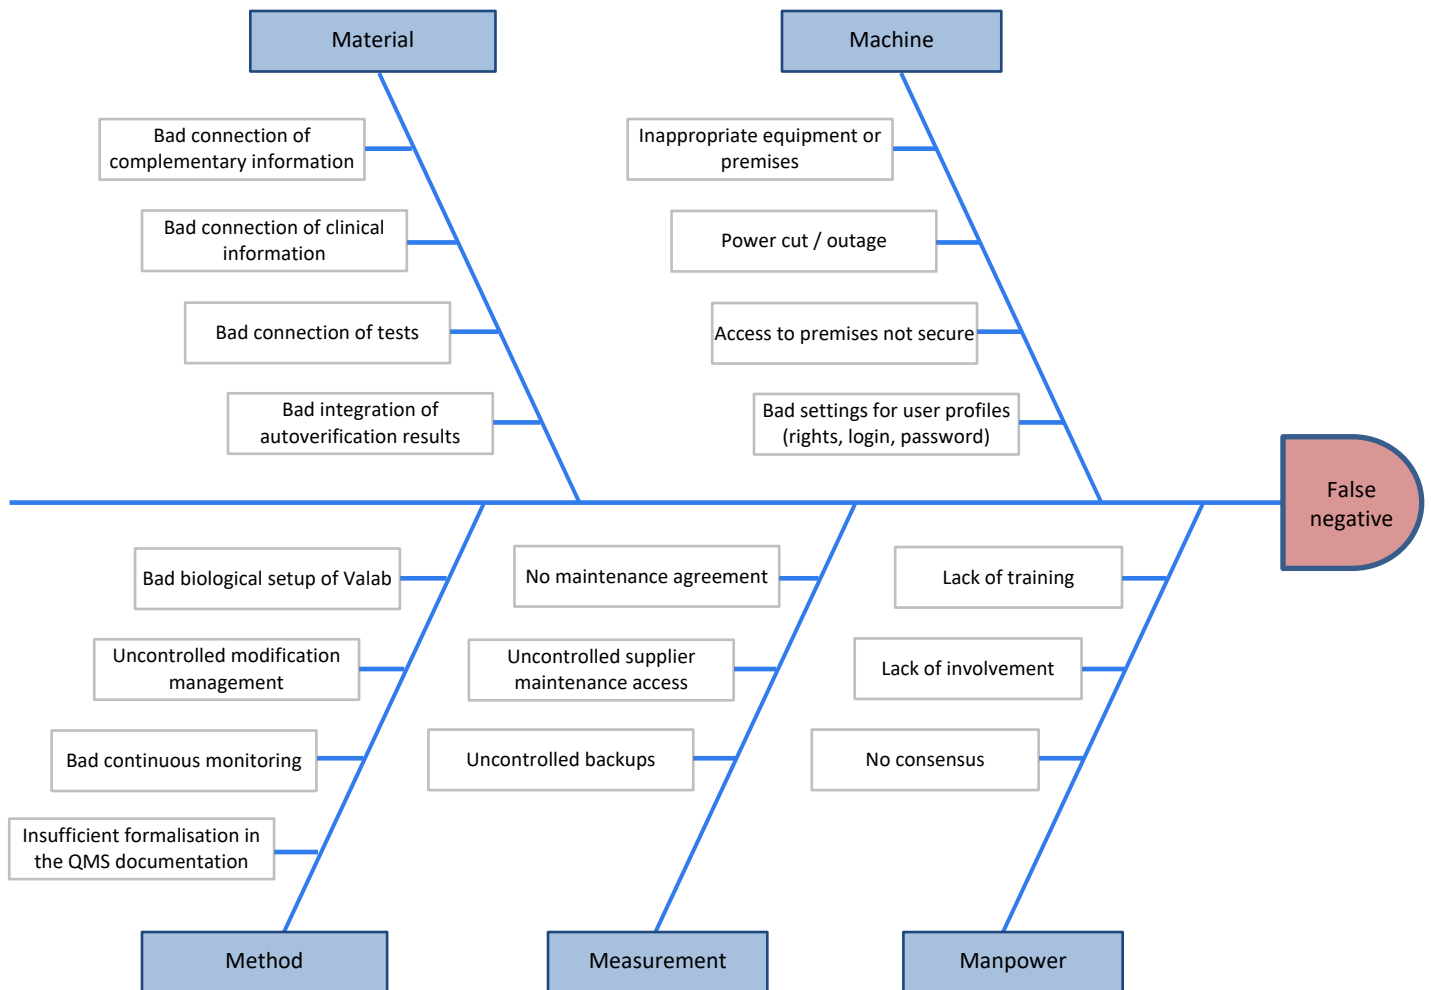 Material
Machine
Bad connection of
complementary information
Inappropriate equipment or
premises
Bad connection of clinical
information
Power cut / outage
Bad connection of tests
Access to premises not secure
Bad integration of
autoverification results
Bad settings for user profiles
(rights, login, password)
False
negative
Bad biological setup of Valab
No maintenance agreement
Lack of training
Uncontrolled modification
management
Uncontrolled supplier
maintenance access
Lack of involvement
Bad continuous monitoring
Uncontrolled backups
No consensus
Insufficient formalisation in
the QMS documentation
Method
Measurement
Manpower